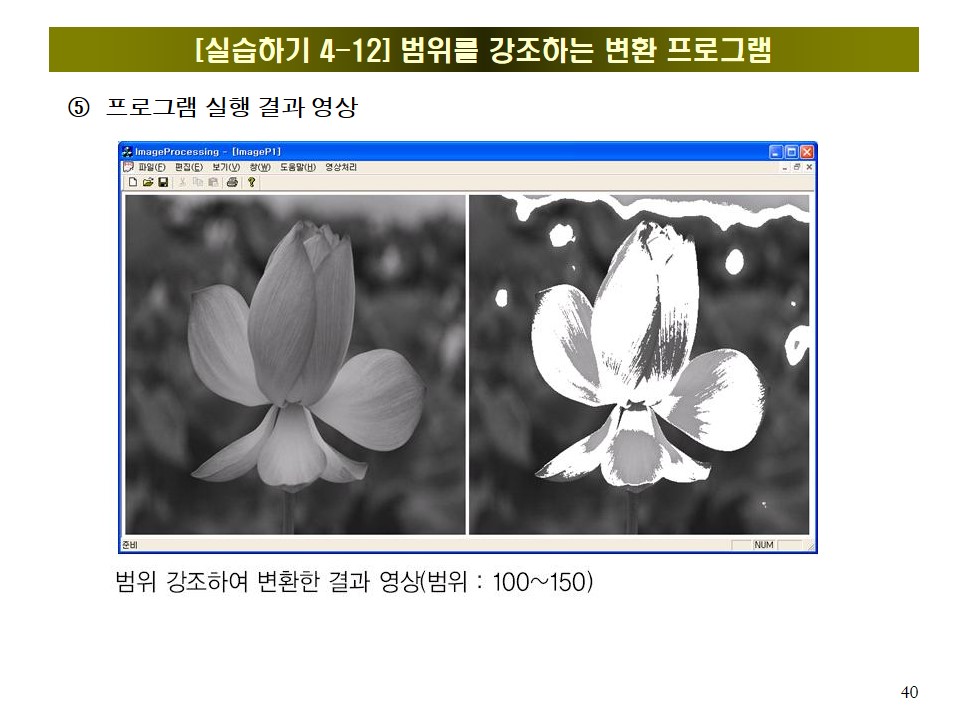 [실습하기 4-12] 범위를 강조하는 변환 프로그램
⑤ 프로그램 실행 결과 영상
ImageProcessing - [ImageP1]
파일(F) 편집(E) 보기(V) 창(W) 도움말(H) 영상처리
준비 NUM
범위 강조하여 변환한 결과 영상(범위 : 100~150)
40